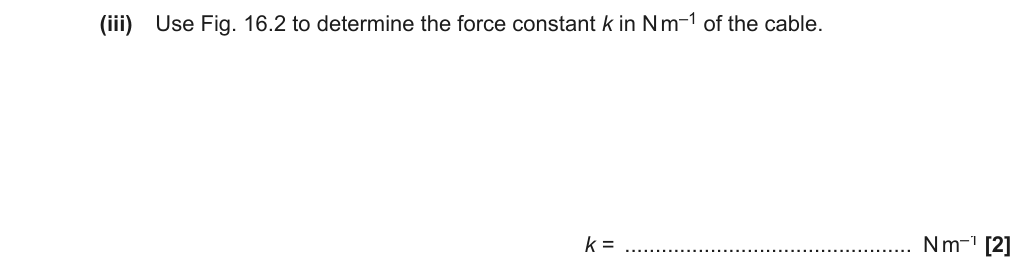 (iii) Use Fig. 16.2 to determine the force constant k in N m⁻¹ of the cable.
k = ............................................... N m⁻¹ [2]